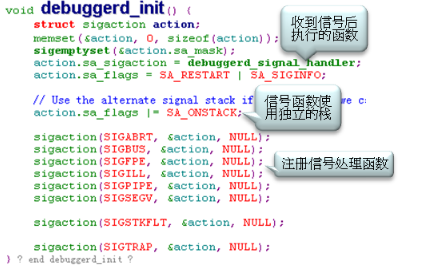 void debuggerd_init() {
struct sigaction action;
memset(&action, 0, sizeof(action));
sigemptyset(&action.sa_mask);
action.sa_sigaction = debuggerd_signal_handler;
action.sa_flags = SA_RESTART | SA_SIGINFO;
收到信号后
执行的函数
// Use the alternate signal stack if
action.sa_flags |= SA_ONSTACK;
信号函数使
用独立的栈
sigaction(SIGABRT, &action, NULL);
sigaction(SIGBUS, &action, NULL);
sigaction(SIGFPE, &action, NULL);
sigaction(SIGILL, &action, NULL);
sigaction(SIGPIPE, &action, NULL);
sigaction(SIGSEGV, &action, NULL);
注册信号处理函数
sigaction(SIGSTKFLT, &action, NULL);
sigaction(SIGTRAP, &action, NULL);
} ? end debuggerd_init ?